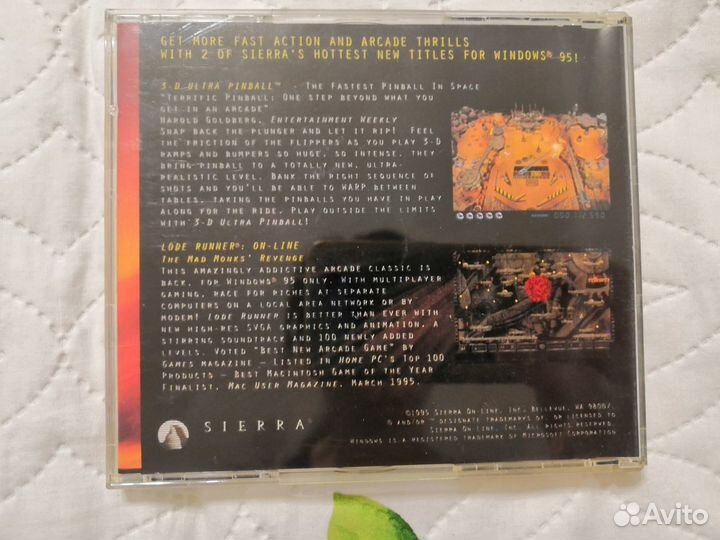 GET MORE FAST ACTION AND ARCADE THRILLS
WITH 2 OF SIERRA'S HOTTEST NEW TITLES FOR WINDOWS® 95!
3-D ULTRA PINBALL™ - THE FASTEST PINBALL IN SPACE
"TERRIFIC PINBALL: ONE STEP BEYOND WHAT YOU
GET IN AN ARCADE"
HAROLD GOLDBERG, ENTERTAINMENT WEEKLY
SNAP BACK THE PLUNGER AND LET IT RIP! FEEL
THE FRICTION OF THE FLIPPERS AS YOU PLAY 3-D
RAMPS AND BUMPERS SO HUGE, SO INTENSE, THEY
BRING PINBALL TO A TOTALLY NEW, ULTRA-
REALISTIC LEVEL. BANK THE RIGHT SEQUENCE OF
SHOTS AND YOU'LL BE ABLE TO WARP BETWEEN
TABLES, TAKING THE PINBALLS YOU HAVE IN PLAY
ALONG FOR THE RIDE. PLAY OUTSIDE THE LIMITS
WITH 3-D ULTRA PINBALL!
LODE RUNNER®: ON-LINE
THE MAD MONKS' REVENGE
THIS AMAZINGLY ADDICTIVE ARCADE CLASSIC IS
BACK, FOR WINDOWS® 95 ONLY. WITH MULTIPLAYER
GAMING, RACE FOR RICHES AT SEPARATE
COMPUTERS ON A LOCAL AREA NETWORK OR BY
MODEM! LODE RUNNER IS BETTER THAN EVER WITH
NEW HIGH-RES SVGA GRAPHICS AND ANIMATION, A
STIRRING SOUNDTRACK AND 100 NEWLY ADDED
LEVELS. VOTED "BEST NEW ARCADE GAME" BY
GAMES MAGAZINE - LISTED IN HOME PC'S TOP 100
PRODUCTS - BEST MACINTOSH GAME OF THE YEAR
FINALIST, MAC USER MAGAZINE, MARCH 1995.
SIERRA®
©1995 SIERRA ON-LINE, INC. BELLEVUE, WA 98007.
® AND/OR ™ DESIGNATE TRADEMARKS OF, OR LICENSED TO
SIERRA ON-LINE, INC. ALL RIGHTS RESERVED.
WINDOWS IS A REGISTERED TRADEMARK OF MICROSOFT CORPORATION
Avito